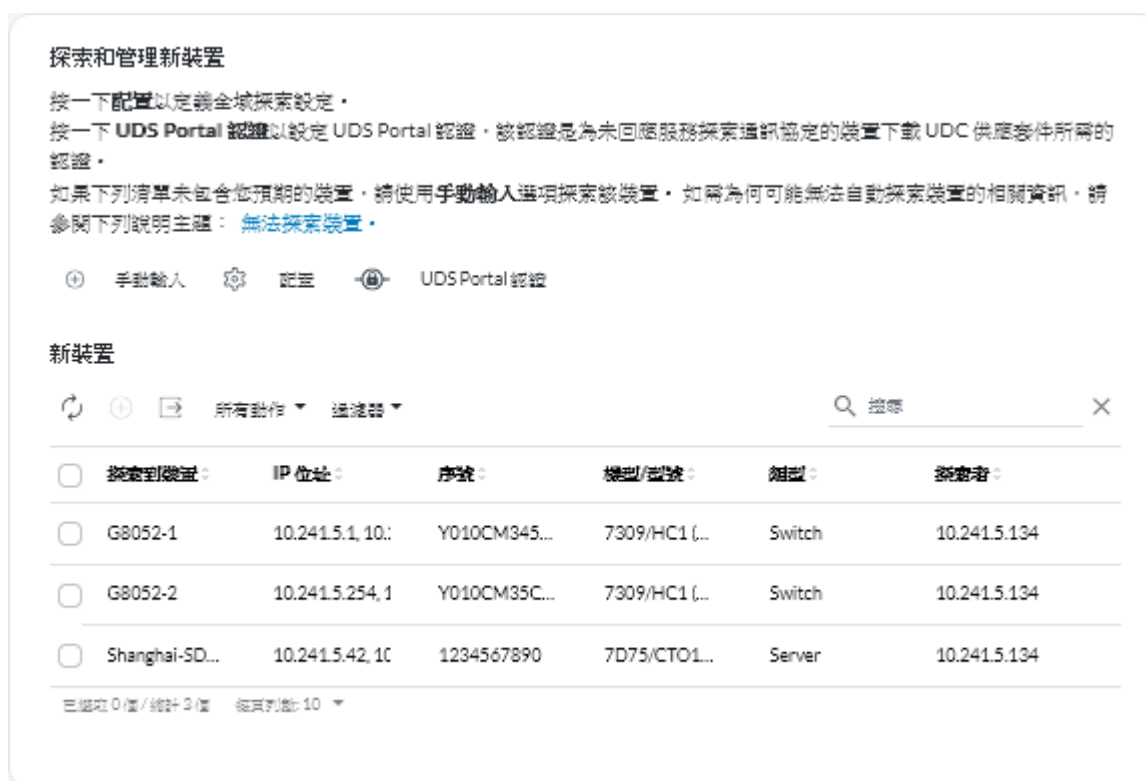 探索和管理新裝置
按一下配置以定義全域探索設定。
按一下 UDS Portal 認證以設定 UDS Portal 認證，該認證是為未回應服務探索通訊協定的裝置下載 UDC 供應套件所需的
認證。
如果下列清單未包含您預期的裝置，請使用手動輸入選項探索該裝置。 如需為何可能無法自動探索裝置的相關資訊，請
參閱下列說明主題： 無法探索裝置。
手動輸入 配置 UDS Portal 認證
新裝置
所有動作 過濾器 搜尋
探索到裝置 IP 位址 序號 機型/型號 類型 探索者
G8052-1 10.241.5.1, 10.: Y010CM345... 7309/HC1 (... Switch 10.241.5.134
G8052-2 10.241.5.254, 1 Y010CM35C... 7309/HC1 (... Switch 10.241.5.134
Shanghai-SD... 10.241.5.42, 10 1234567890 7D75/CTO1... Server 10.241.5.134
已選取 0 個 / 總計 3 個 每頁列數: 10